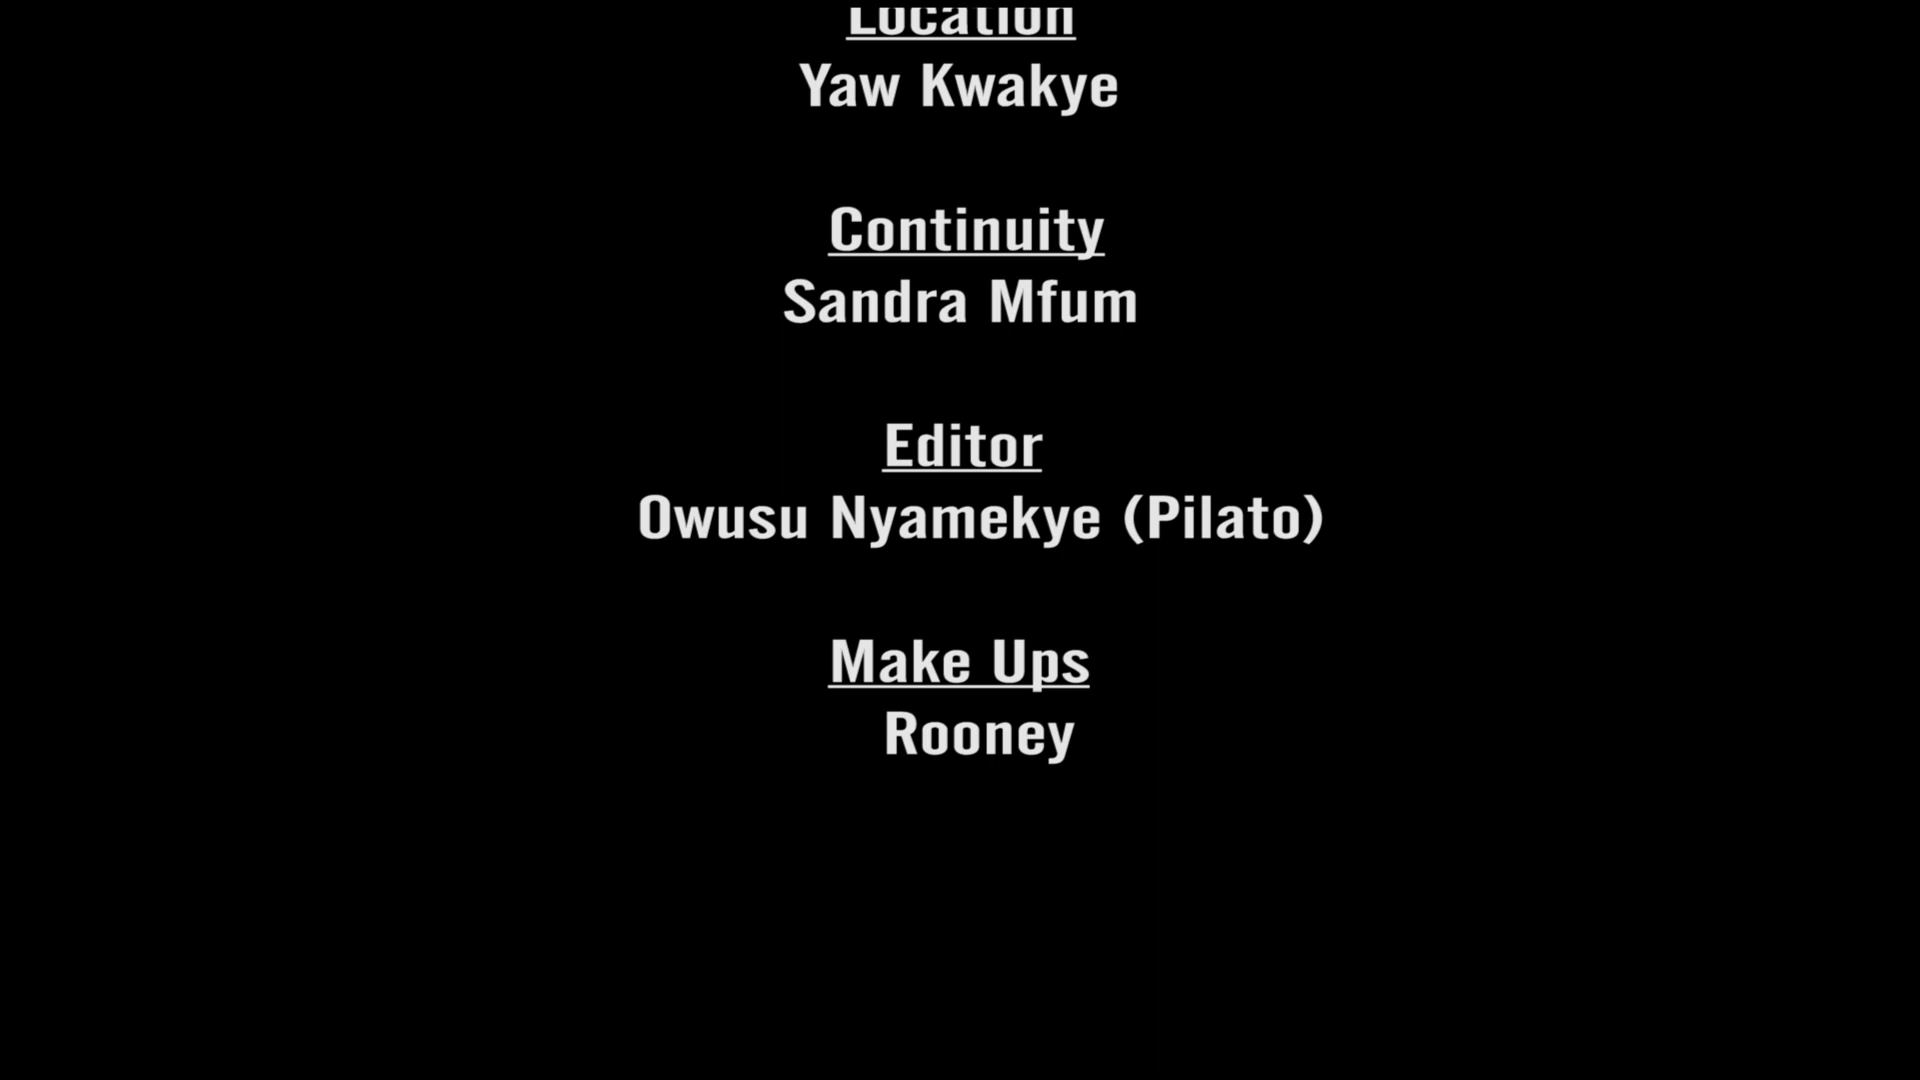 Location
Yaw Kwakye
Continuity
Sandra Mfum
Editor
Owusu Nyamekye (Pilato)
Make Ups
Rooney